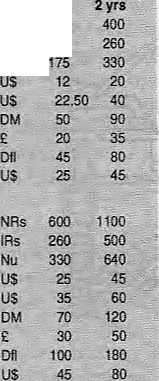 2 yrs
400
260
175 330
U$ 12 20
U$ 22,50 40
DM 50 90
£ 20 35
Dfl 45 80
U$ 25 45
NRs 600 1100
IRs 260 500
Nu 330 640
U$ 25 45
U$ 35 60
DM 70 120
£ 30 50
Dfl 100 180
U$ 45 80